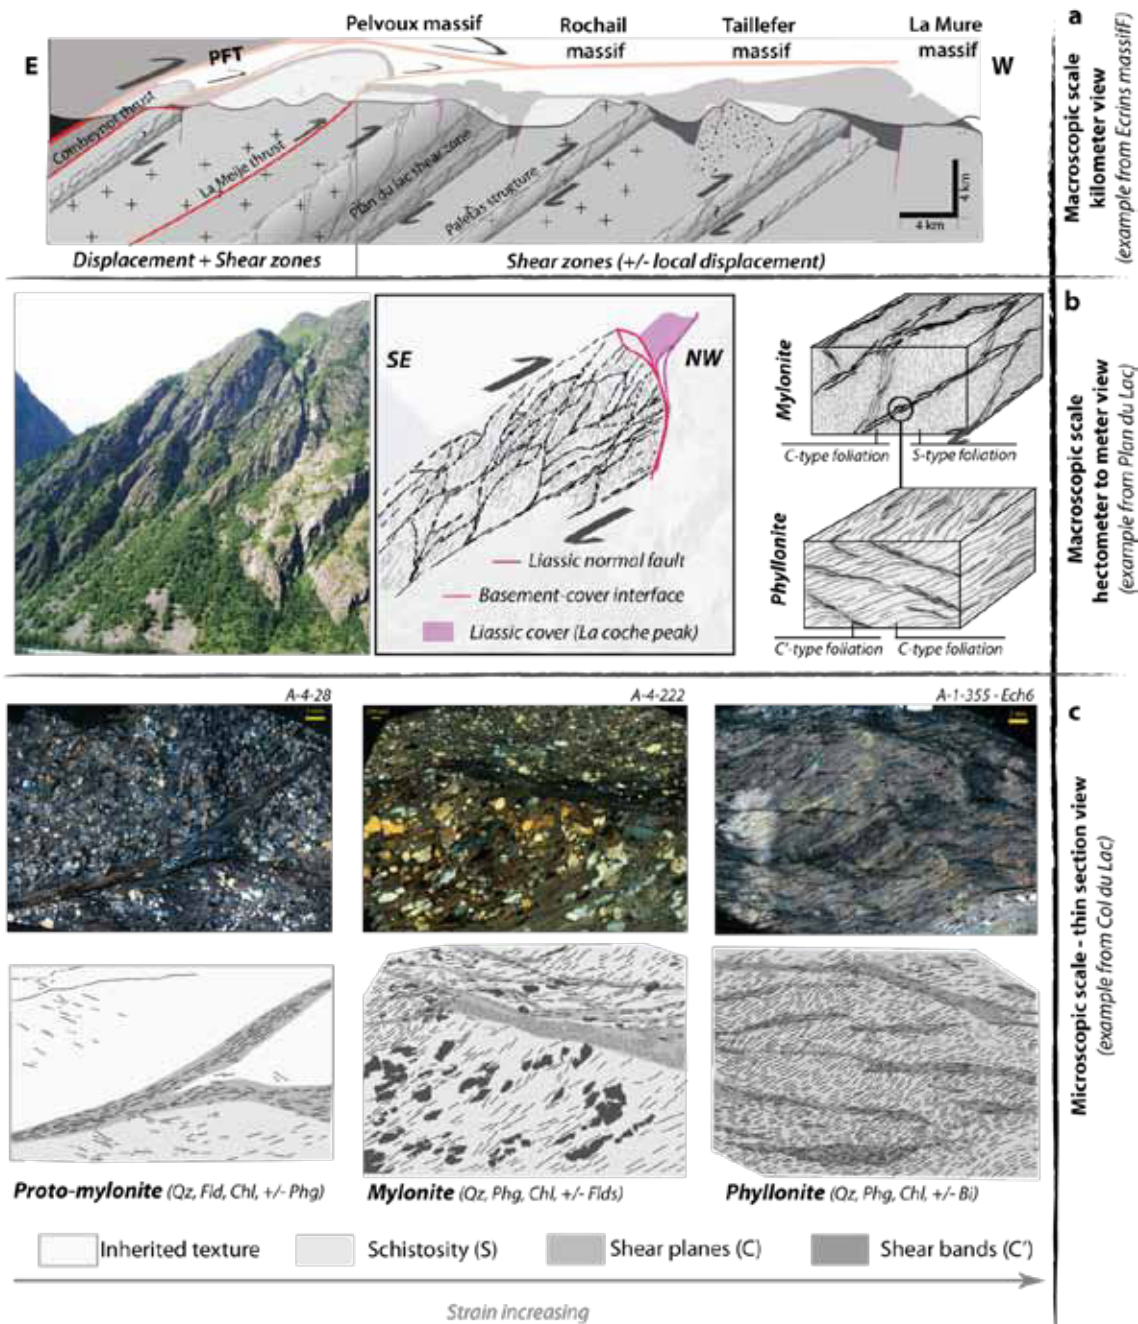 Pelvoux massif
Rochail massif
Taillefer massif
La Mure massif
a
E
PFT
W
Combeynot thrust
La Meije thrust
Plan du lac shear zone
Paletas structure
4 km
4 km
Displacement + Shear zones
Shear zones (+/- local displacement)
Macroscopic scale
kilometer view
(example from Ecrins massifF)
b
SE
NW
Liassic normal fault
Basement-cover interface
Liassic cover (La coche peak)
Mylonite
C-type foliation
S-type foliation
Phyllonite
C'-type foliation
C-type foliation
Macroscopic scale
hectometer to meter view
(example from Plan du Lac)
A-4-28
A-4-222
A-1-355 - Ech6
c
Microscopic scale - thin section view
(example from Col du Lac)
Proto-mylonite (Qz, Fld, Chl, +/- Phg)
Mylonite (Qz, Phg, Chl, +/- Flds)
Phyllonite (Qz, Phg, Chl, +/- Bi)
Inherited texture
Schistosity (S)
Shear planes (C)
Shear bands (C')
Strain increasing